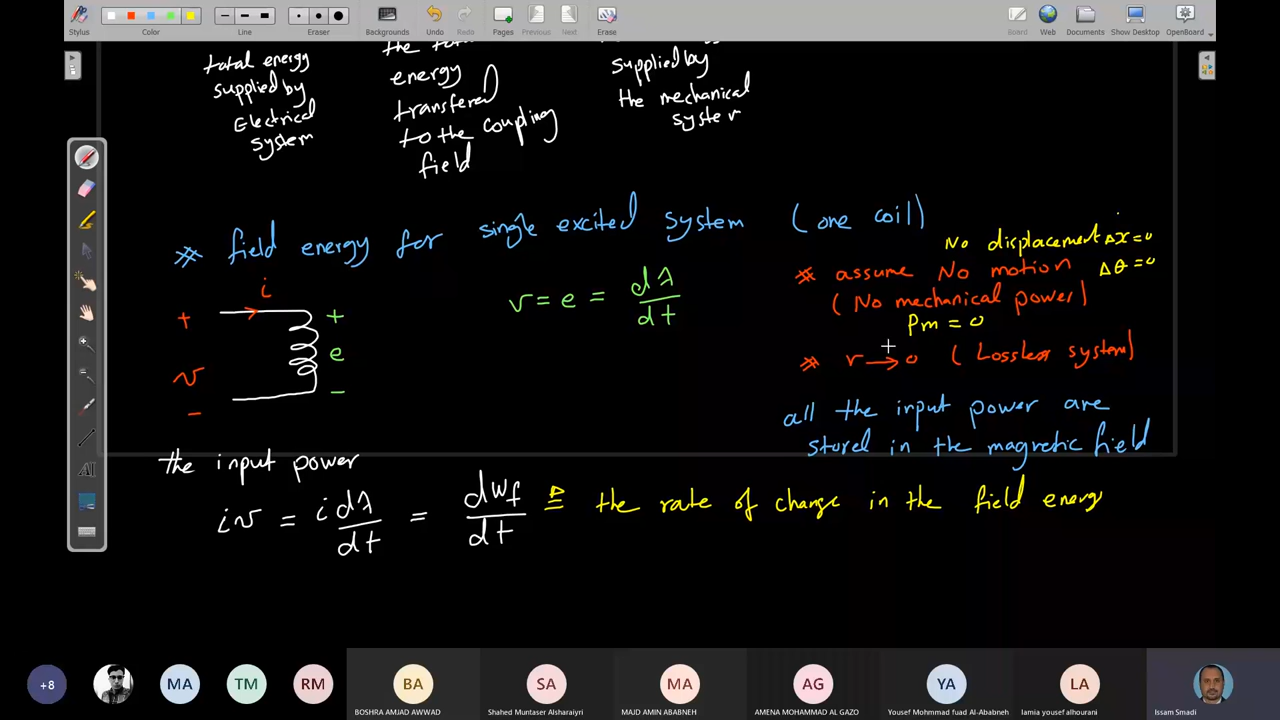 Stylus
Color
Eraser
Backgrounds
Undo
Redo
Pages
Previous
Next
Erase
Board
Web
Documents
Show Desktop
OpenBoard
total energy
supplied by
Electrical
system
energy
transfered
to the coupling
field
supplied by
the mechanical
system
* field energy for single excited system (one coil)
No displacement Δx=0
Δθ=0
* assume No motion
(No mechanical power)
Pm = 0
* r → 0 (Lossless system)
i
+
v
-
+
e
-
v = e = dλ/dt
all the input power are
stored in the magnetic field
the input power
iv = i dλ/dt = dWf/dt ≜ the rate of change in the field energy
AI
+8
MA
TM
RM
BA
BOSHRA AMJAD AWWAD
SA
Shahed Muntaser Alsharaiyri
MA
MAJD AMIN ABABNEH
AG
AMENA MOHAMMAD AL GAZO
YA
Yousef Mohmmad fuad Al-Ababneh
LA
lamia yousef alhourani
Issam Smadi